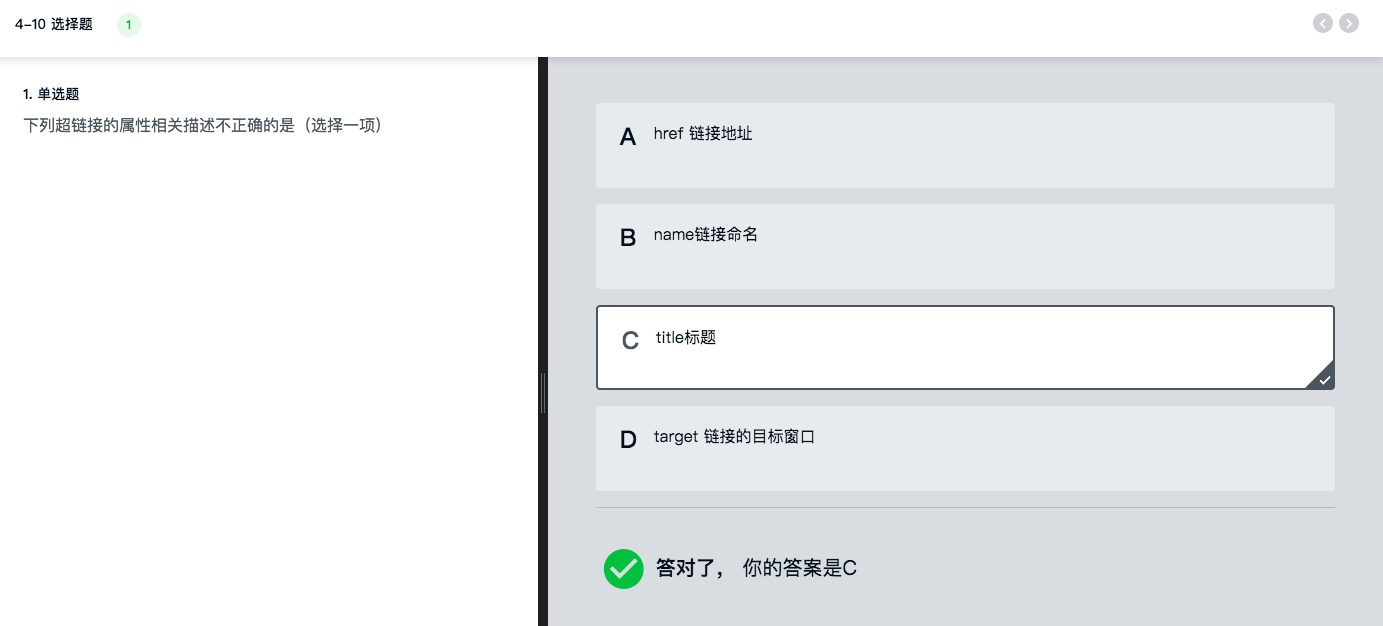 4-10 选择题 1
1. 单选题
下列超链接的属性相关描述不正确的是（选择一项）
A href 链接地址
B name链接命名
C title标题
D target 链接的目标窗口
答对了， 你的答案是C